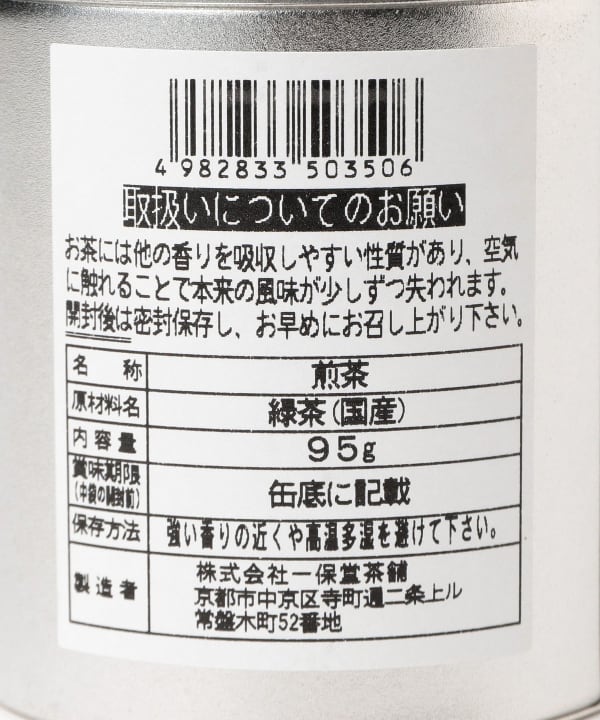 4 982833 503506
取扱いについてのお願い
お茶には他の香りを吸収しやすい性質があり、空気
に触れることで本来の風味が少しずつ失われます。
開封後は密封保存し、お早めにお召し上がり下さい。
名称 煎茶
原材料名 緑茶(国産)
内容量 95g
賞味期限 缶底に記載
(中袋の開封前)
保存方法 強い香りの近くや高温多湿を避けて下さい。
製造者 株式会社一保堂茶舗
京都市中京区寺町通二条上ル
常盤木町52番地